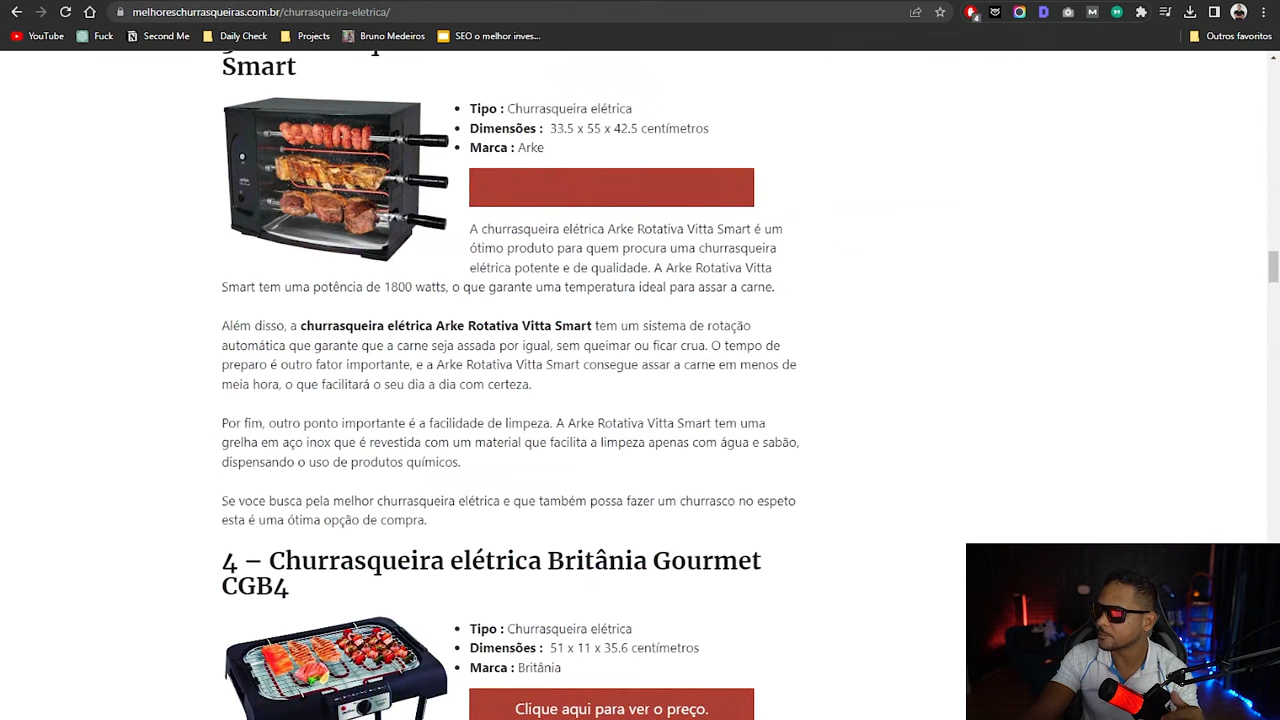 melhoreschurrasqueiras.com.br/churrasqueira-eletrica/
YouTube
Fuck
Second Me
Daily Check
Projects
Bruno Medeiros
SEO o melhor inves...
Outros favoritos
Smart
Tipo : Churrasqueira elétrica
Dimensões : 33.5 x 55 x 42.5 centímetros
Marca : Arke
A churrasqueira elétrica Arke Rotativa Vitta Smart é um
ótimo produto para quem procura uma churrasqueira
elétrica potente e de qualidade. A Arke Rotativa Vitta
Smart tem uma potência de 1800 watts, o que garante uma temperatura ideal para assar a carne.
Além disso, a churrasqueira elétrica Arke Rotativa Vitta Smart tem um sistema de rotação
automática que garante que a carne seja assada por igual, sem queimar ou ficar crua. O tempo de
preparo é outro fator importante, e a Arke Rotativa Vitta Smart consegue assar a carne em menos de
meia hora, o que facilitará o seu dia a dia com certeza.
Por fim, outro ponto importante é a facilidade de limpeza. A Arke Rotativa Vitta Smart tem uma
grelha em aço inox que é revestida com um material que facilita a limpeza apenas com água e sabão,
dispensando o uso de produtos químicos.
Se voce busca pela melhor churrasqueira elétrica e que também possa fazer um churrasco no espeto
esta é uma ótima opção de compra.
4 – Churrasqueira elétrica Britânia Gourmet
CGB4
Tipo : Churrasqueira elétrica
Dimensões : 51 x 11 x 35.6 centímetros
Marca : Britânia
Clique aqui para ver o preço.